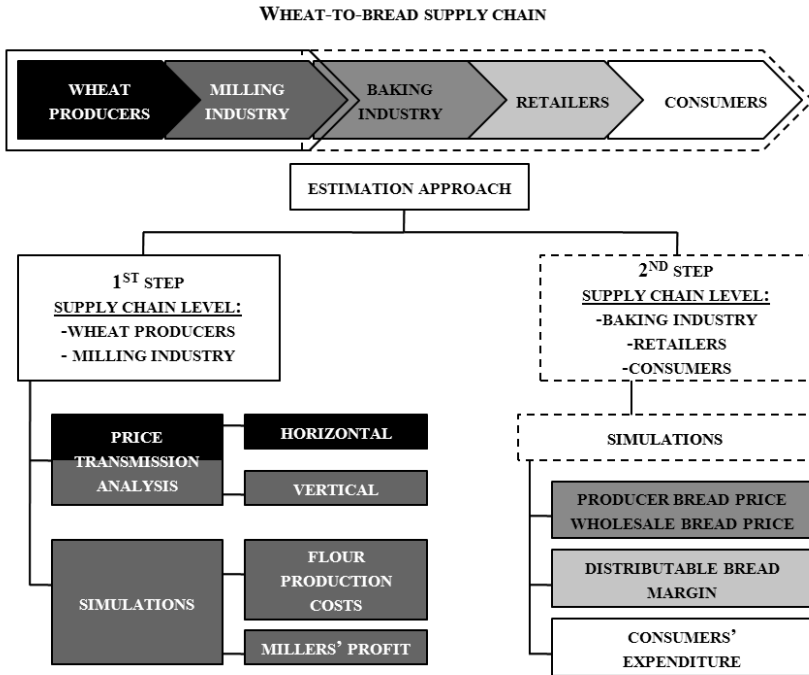 WHEAT-TO-BREAD SUPPLY CHAIN
WHEAT
PRODUCERS
MILLING
INDUSTRY
BAKING
INDUSTRY
RETAILERS
CONSUMERS
ESTIMATION APPROACH
1ST STEP
SUPPLY CHAIN LEVEL:
-WHEAT PRODUCERS
- MILLING INDUSTRY
2ND STEP
SUPPLY CHAIN LEVEL:
-BAKING INDUSTRY
-RETAILERS
-CONSUMERS
PRICE
TRANSMISSION
ANALYSIS
HORIZONTAL
VERTICAL
SIMULATIONS
FLOUR
PRODUCTION
COSTS
MILLERS’ PROFIT
SIMULATIONS
PRODUCER BREAD PRICE
WHOLESALE BREAD PRICE
DISTRIBUTABLE BREAD
MARGIN
CONSUMERS’
EXPENDITURE